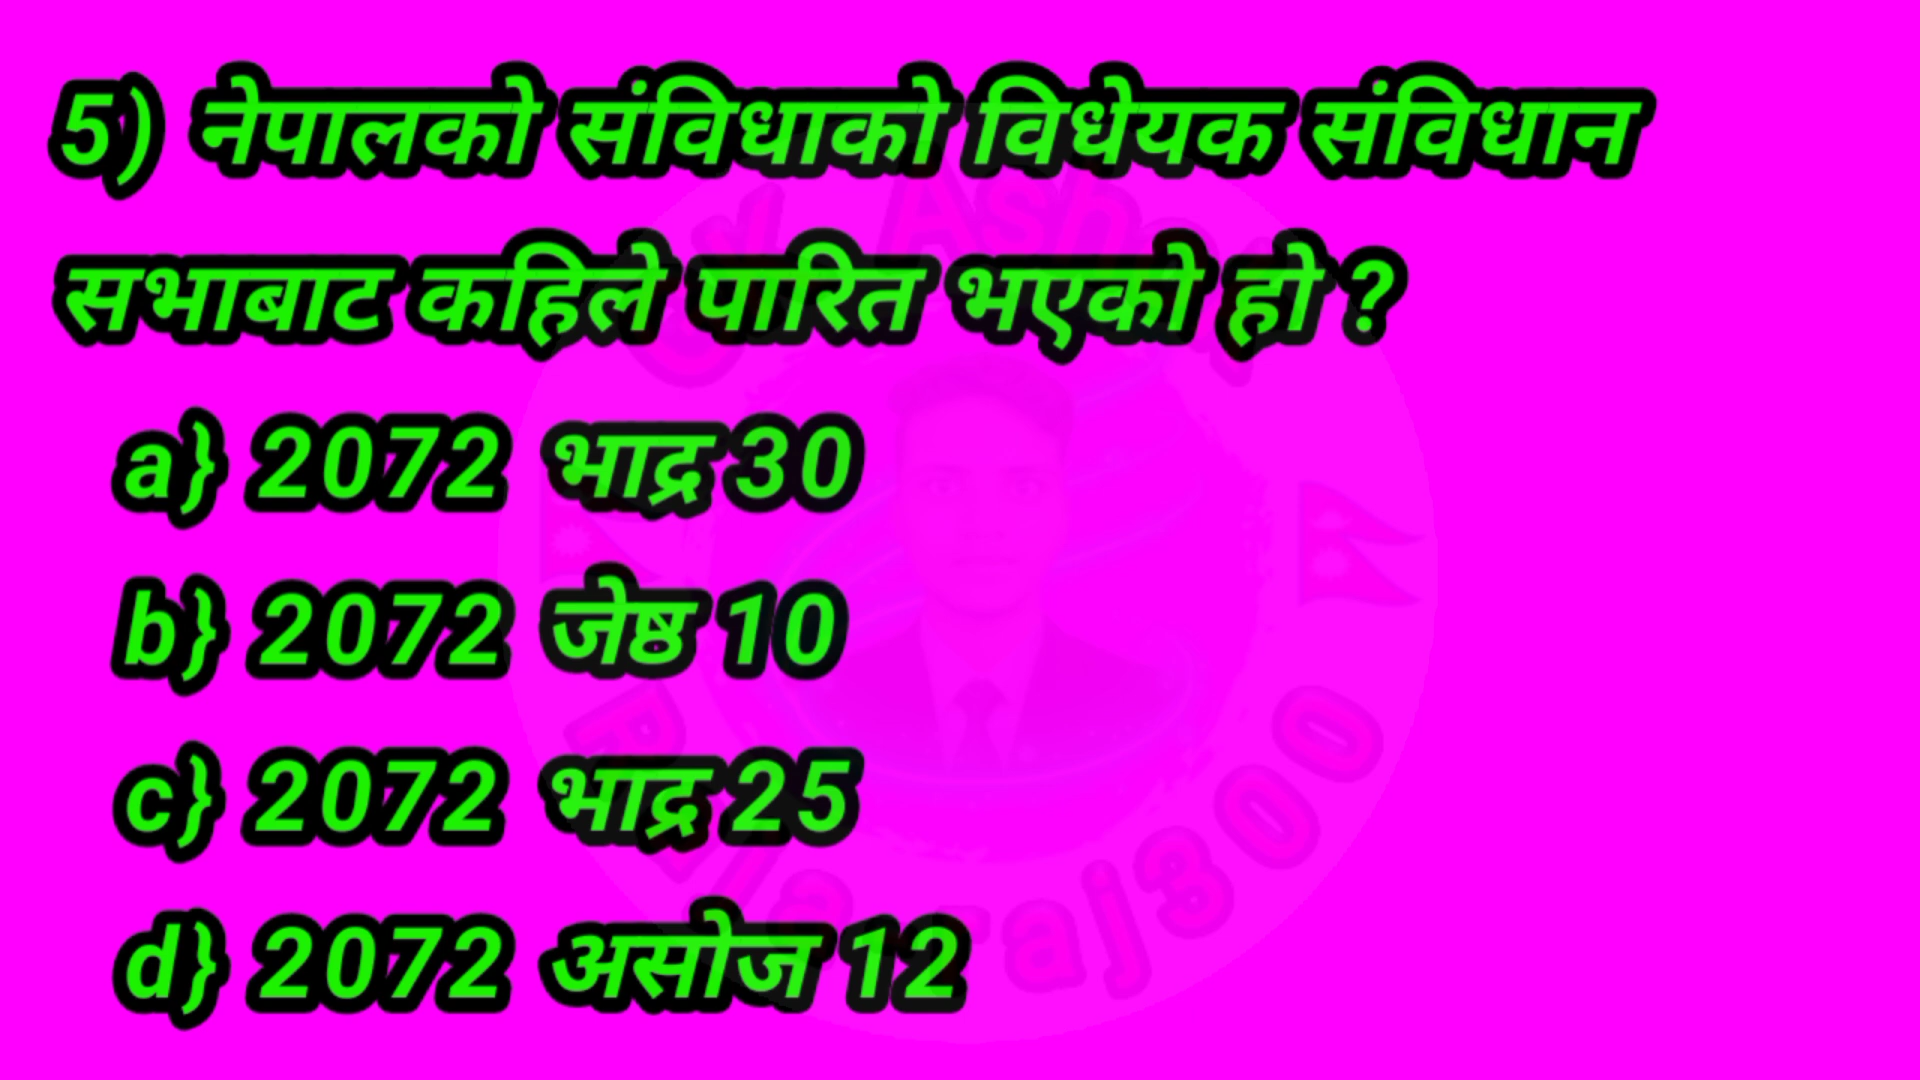 5) नेपालको संविधाको विधेयक संविधान
सभाबाट कहिले पारित भएको हो ?
a} 2072 भाद्र 30
b} 2072 जेष्ठ 10
c} 2072 भाद्र 25
d} 2072 असोज 12